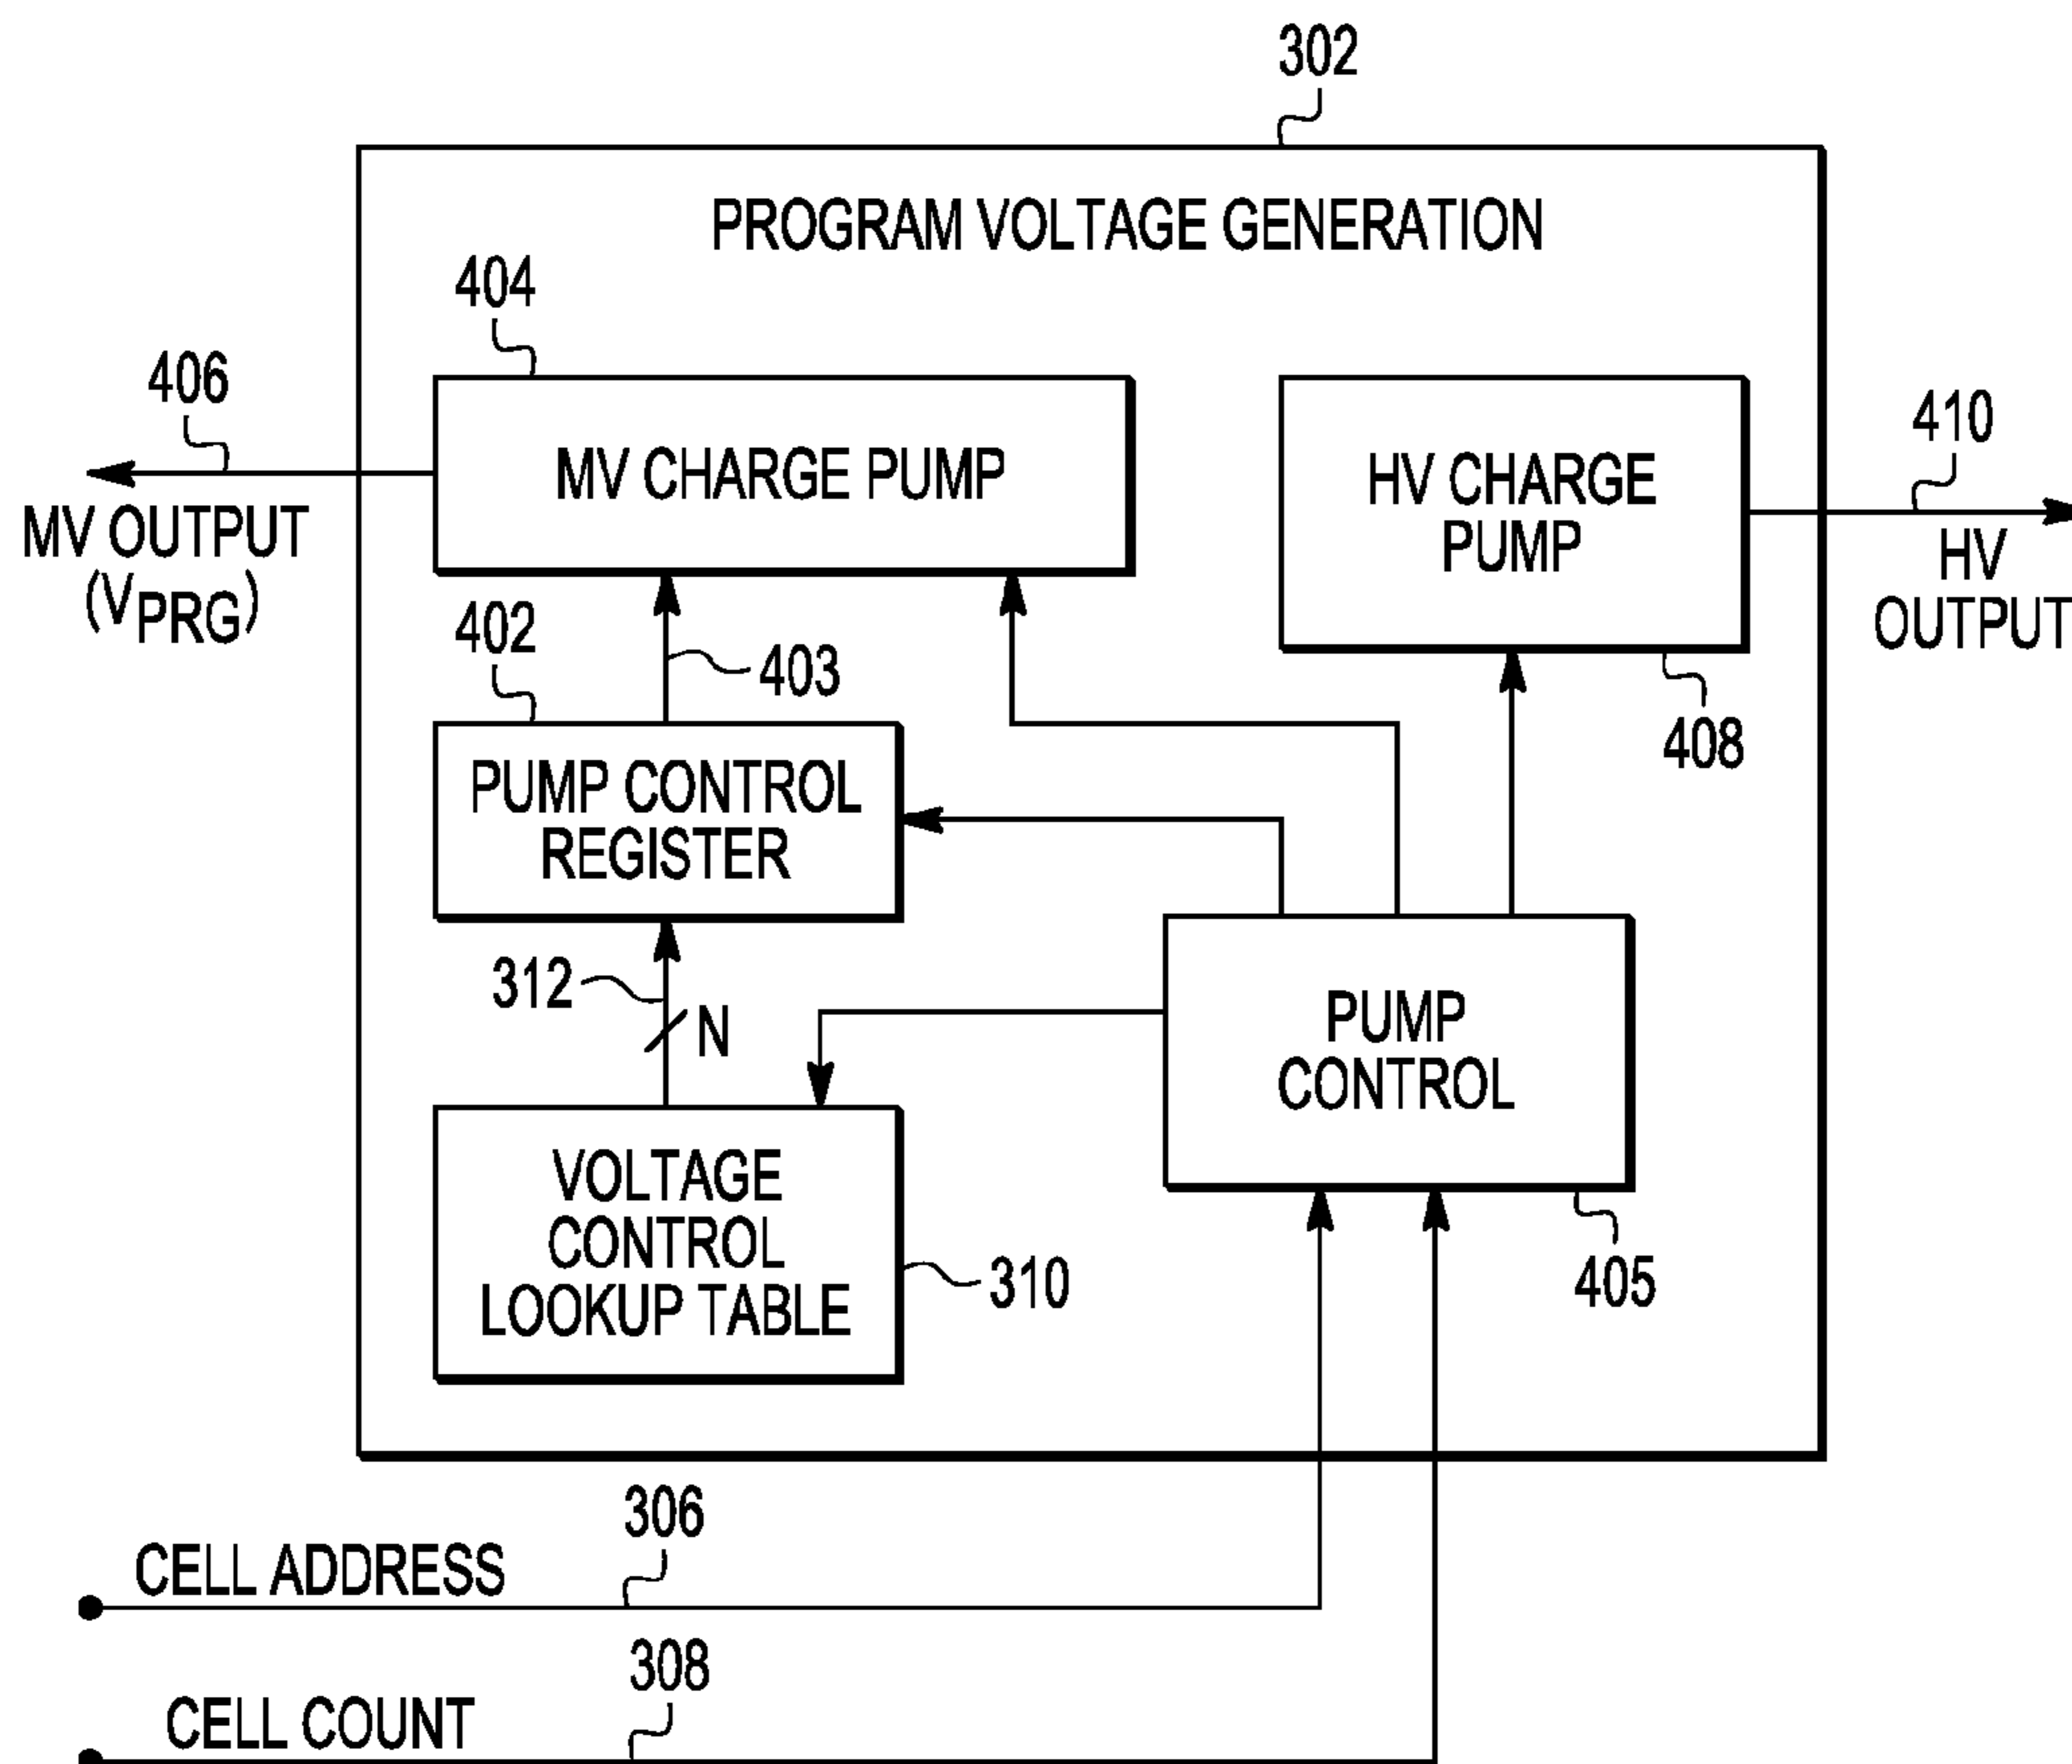 302
PROGRAM VOLTAGE GENERATION
404
406
MV CHARGE PUMP
HV CHARGE
PUMP
410
MV OUTPUT
(VPRG)
HV
OUTPUT
402
403
408
PUMP CONTROL
REGISTER
312
N
PUMP
CONTROL
VOLTAGE
CONTROL
LOOKUP TABLE
310
405
306
CELL ADDRESS
308
CELL COUNT